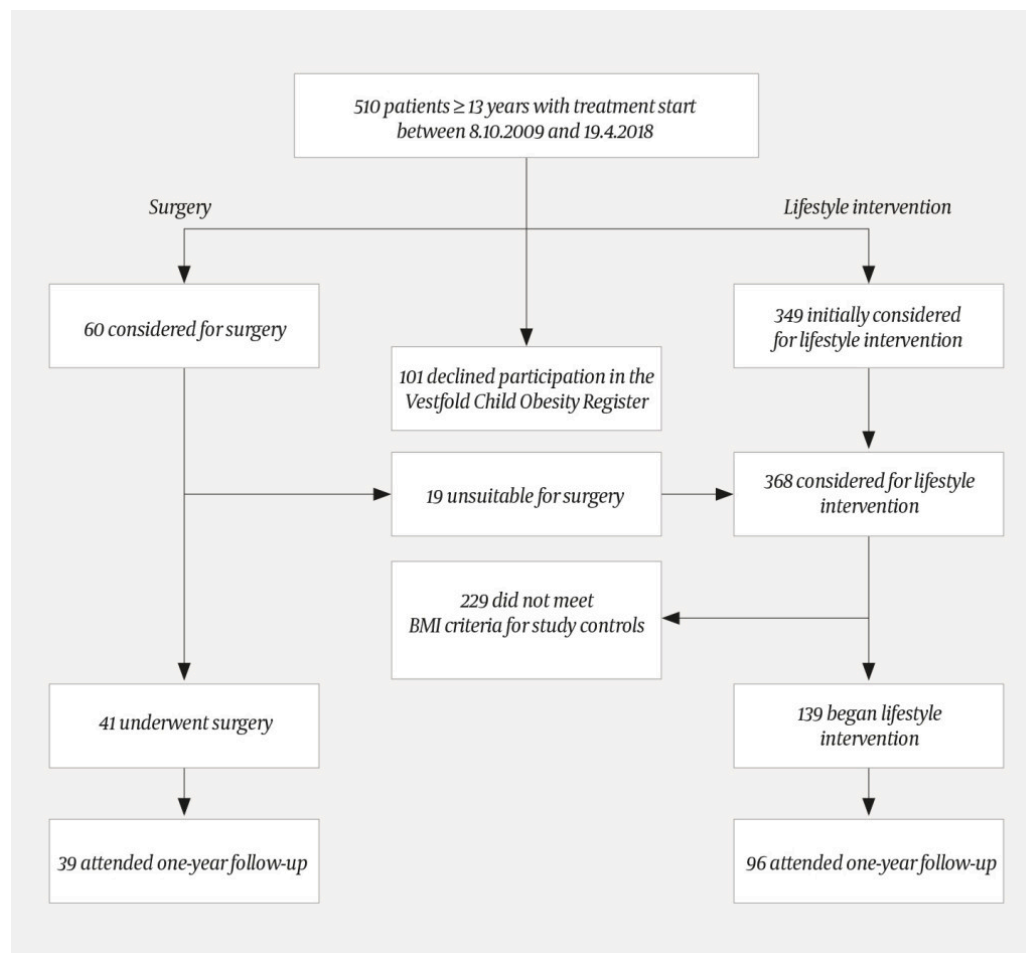 510 patients ≥ 13 years with treatment start
between 8.10.2009 and 19.4.2018
Surgery
Lifestyle intervention
60 considered for surgery
349 initially considered
for lifestyle intervention
101 declined participation in the
Vestfold Child Obesity Register
19 unsuitable for surgery
368 considered for lifestyle
intervention
229 did not meet
BMI criteria for study controls
41 underwent surgery
139 began lifestyle
intervention
39 attended one-year follow-up
96 attended one-year follow-up